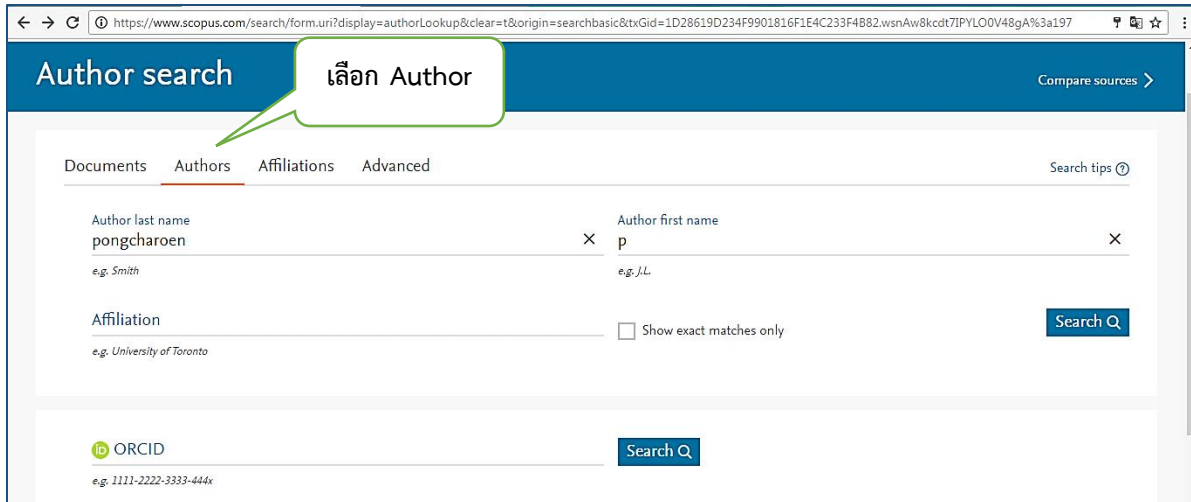 https://www.scopus.com/search/form.uri?display=authorLookup&clear=t&origin=searchbasic&txGid=1D28619D234F9901816F1E4C233F4B82.wsnAw8kcdt7IPYLO0V48gA%3a197
Author search
เลือก Author
Compare sources
Documents Authors Affiliations Advanced
Search tips
Author last name
pongcharoen
e.g. Smith
Author first name
p
e.g. J.L.
Affiliation
e.g. University of Toronto
Show exact matches only
Search
iD ORCID
e.g. 1111-2222-3333-444x
Search